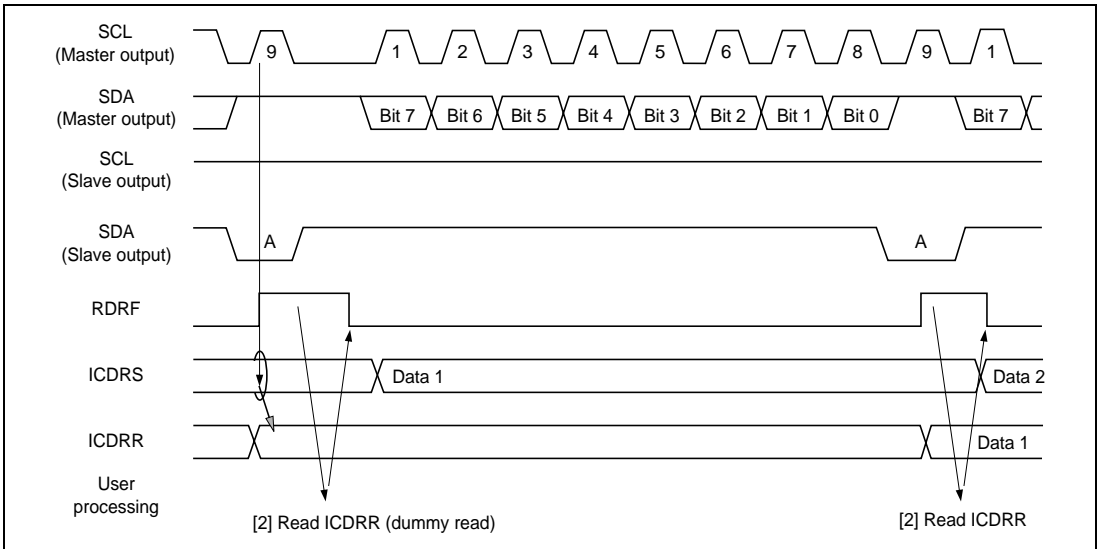 SCL
(Master output)
9 1 2 3 4 5 6 7 8 9 1
SDA
(Master output)
Bit 7 Bit 6 Bit 5 Bit 4 Bit 3 Bit 2 Bit 1 Bit 0 Bit 7
SCL
(Slave output)
SDA
(Slave output)
A A
RDRF
ICDRS
Data 1 Data 2
ICDRR
Data 1
User
processing
[2] Read ICDRR (dummy read) [2] Read ICDRR